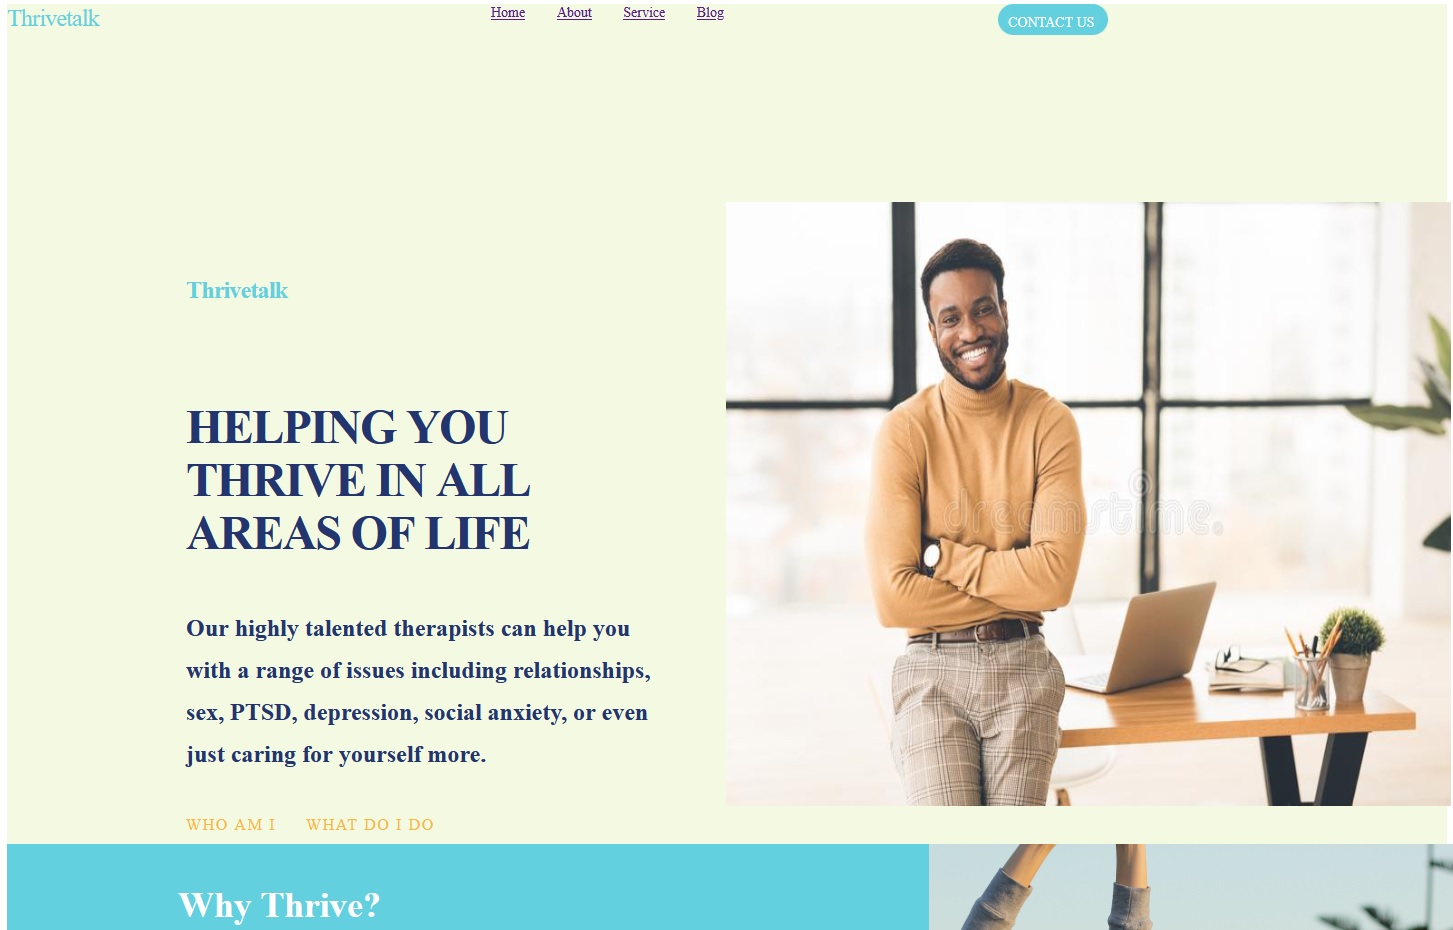 Thrivetalk
Home About Service Blog
CONTACT US
Thrivetalk
HELPING YOU
THRIVE IN ALL
AREAS OF LIFE
Our highly talented therapists can help you
with a range of issues including relationships,
sex, PTSD, depression, social anxiety, or even
just caring for yourself more.
dreamstime.
WHO AM I WHAT DO I DO
Why Thrive?